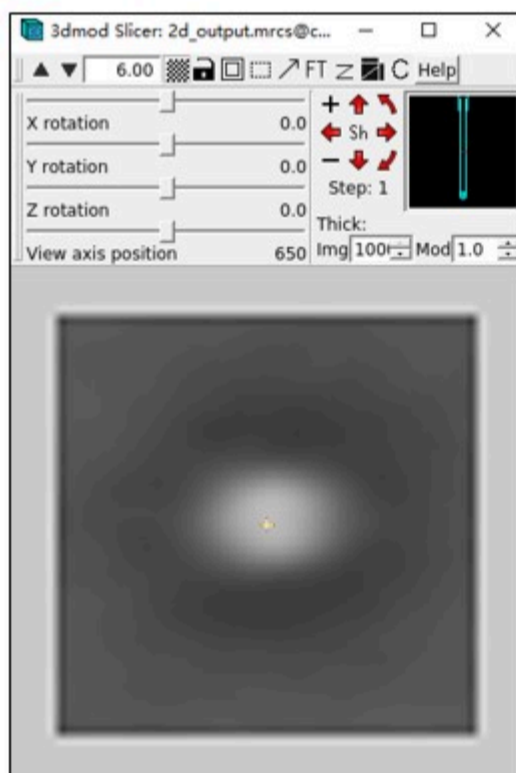 3dmod Slicer: 2d_output.mrcs@c...
6.00 FT Z C Help
X rotation 0.0
Y rotation 0.0
Z rotation 0.0
View axis position 650
+ Sh −
Step: 1
Thick:
Img 100 Mod 1.0